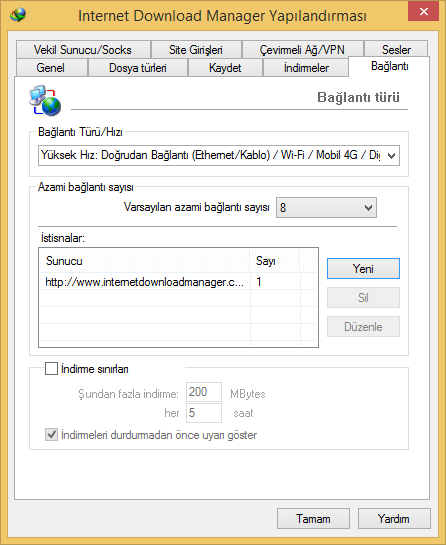 Internet Download Manager Yapılandırması
Vekil Sunucu/Socks Site Girişleri Çevirmeli Ağ/VPN Sesler
Genel Dosya türleri Kaydet İndirmeler Bağlantı
Bağlantı türü
Bağlantı Türü/Hızı
Yüksek Hız: Doğrudan Bağlantı (Ethernet/Kablo) / Wi-Fi / Mobil 4G / Diğ
Azami bağlantı sayısı
Varsayılan azami bağlantı sayısı 8
İstisnalar:
Sunucu Sayı
http://www.internetdownloadmanager.c... 1
Yeni
Sil
Düzenle
İndirme sınırları
Şundan fazla indirme: 200 MBytes
her 5 saat
İndirmeleri durdurmadan önce uyarı göster
Tamam Yardım